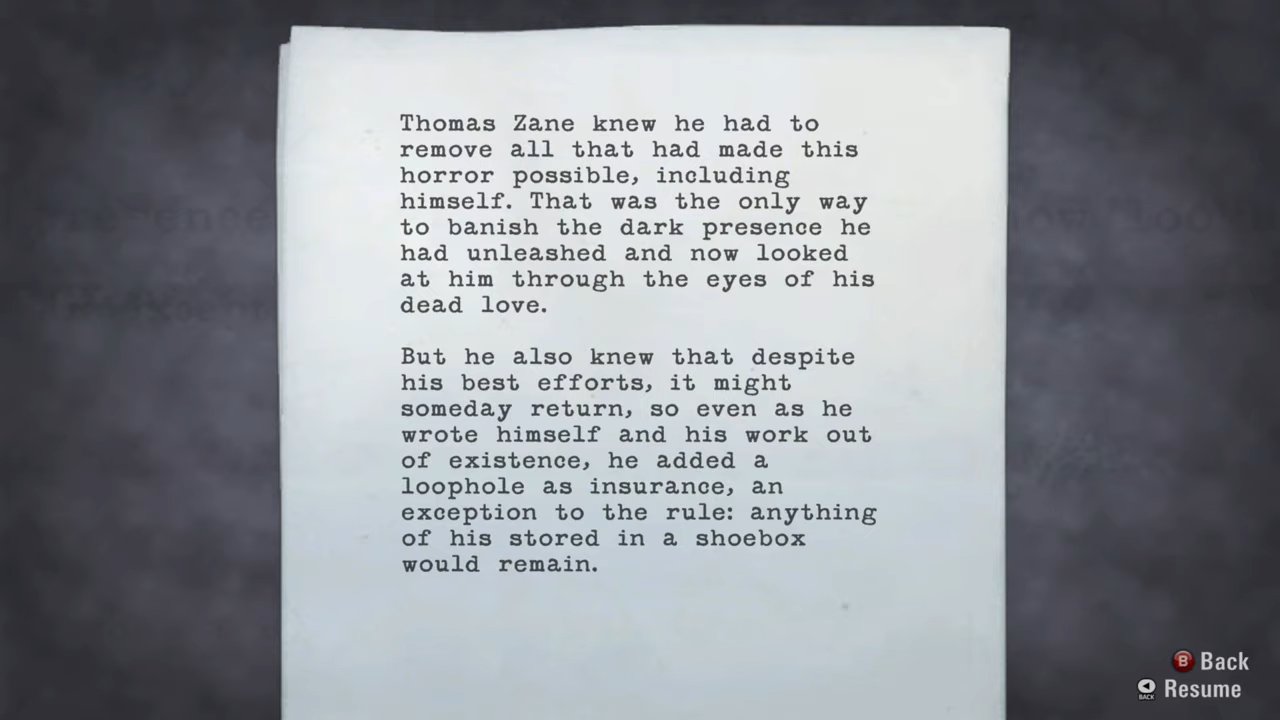 Thomas Zane knew he had to
remove all that had made this
horror possible, including
himself. That was the only way
to banish the dark presence he
had unleashed and now looked
at him through the eyes of his
dead love.
But he also knew that despite
his best efforts, it might
someday return, so even as he
wrote himself and his work out
of existence, he added a
loophole as insurance, an
exception to the rule: anything
of his stored in a shoebox
would remain.
B Back
BACK Resume